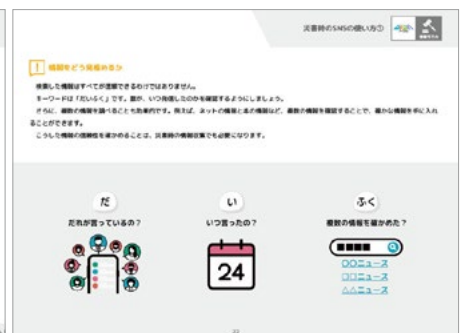 災害時のSNSの使い方①
情報をどう見極めるか
検索した情報はすべてが信頼できるわけではありません。
キーワードは「だいふく」です。誰が、いつ発信したのかを確認するようにしましょう。
さらに、複数の情報を調べることも効果的です。例えば、ネットの情報と本の情報など、複数の情報を確認することで、確かな情報を手に入れ
ることができます。
こうした情報の信頼性を確かめることは、災害時の情報収集でも必要になります。
だ
い
ふく
だれが言っているの？
いつ言ったの？
複数の情報を確かめた？
24
〇〇ニュース
□□ニュース
△△ニュース